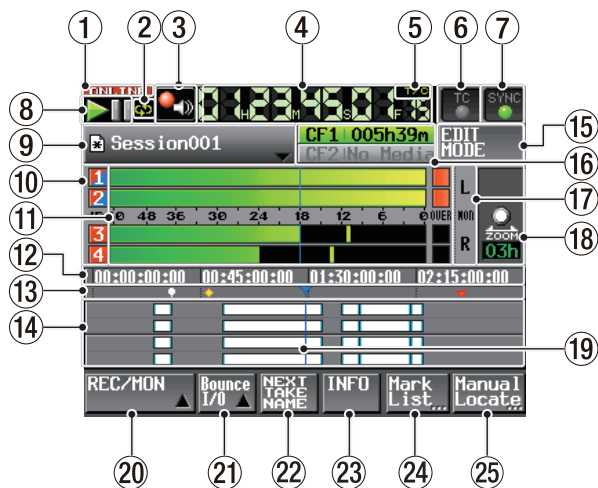 1 2 3 4 5 6 7
ONLINE T/C TC SYNC
8 01H23M45S0F15
9 Session001 CF1 005h39m EDIT MODE 15
CF2 No Media 16
10 1 L
2
11 60 48 36 30 24 18 12 6 0 OVER MON 17
3 R ZOOM 18
4 03h
12 00:00:00:00 00:45:00:00 01:30:00:00 02:15:00:00
13
14
19
REC/MON Bounce I/O NEXT TAKE NAME INFO Mark List... Manual Locate...
20 21 22 23 24 25